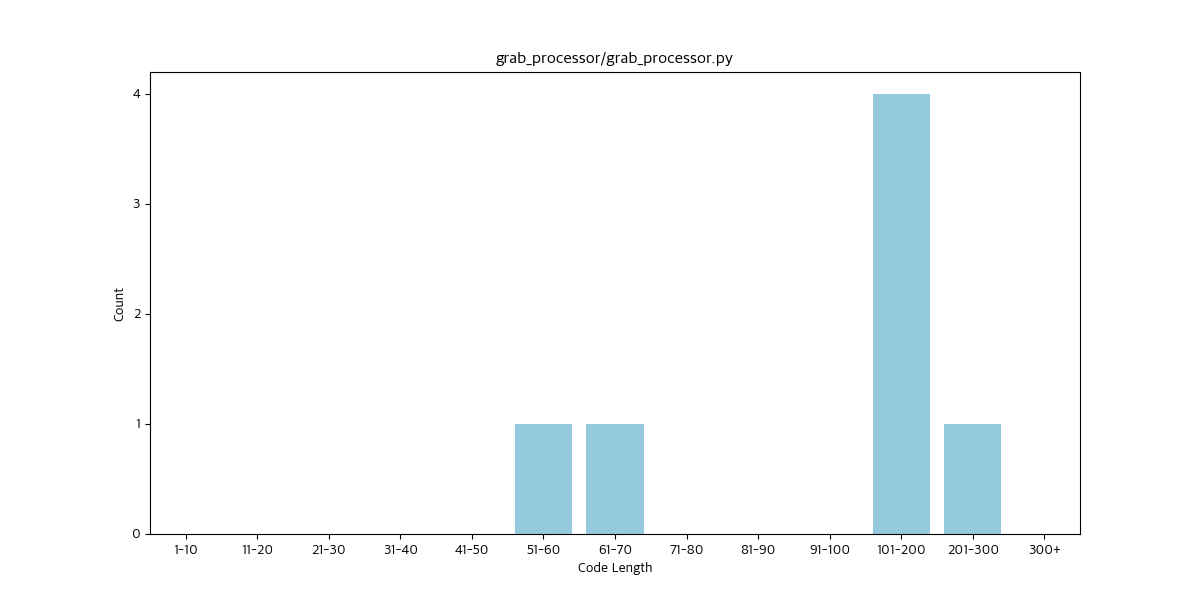 grab_processor/grab_processor.py
4
3
2
1
0
Count
1-10 11-20 21-30 31-40 41-50 51-60 61-70 71-80 81-90 91-100 101-200 201-300 300+
Code Length